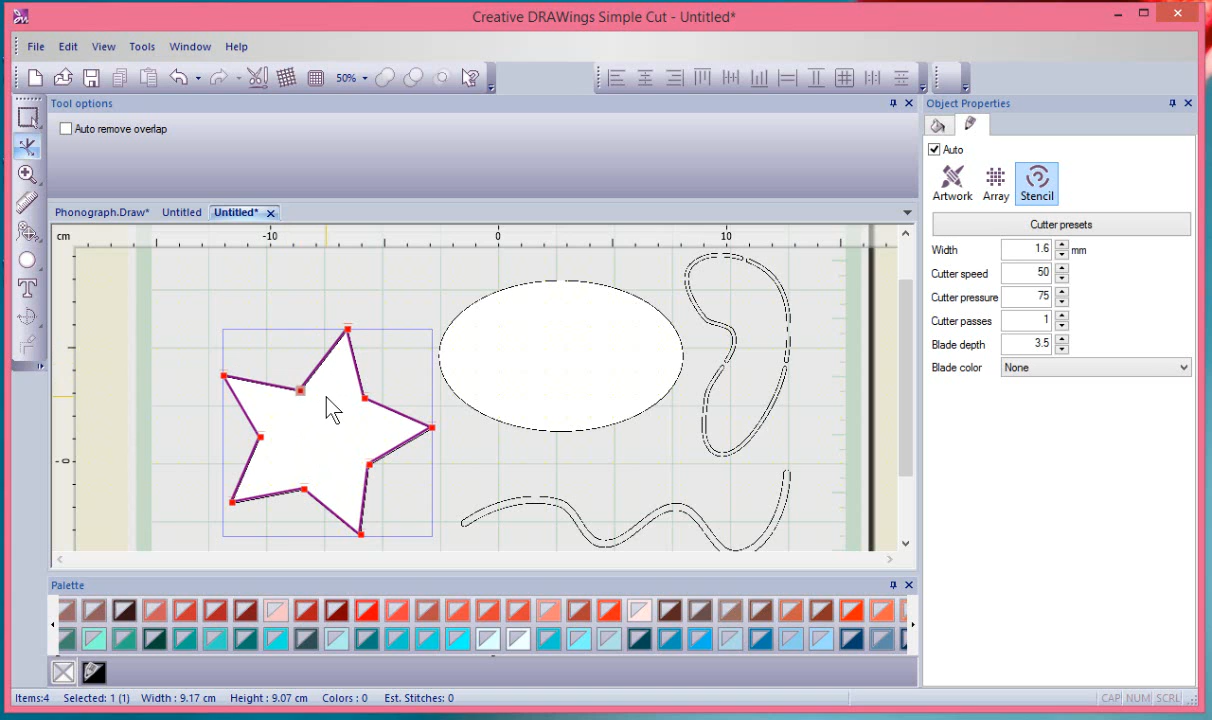 Creative DRAWings Simple Cut - Untitled*
File Edit View Tools Window Help
50%
Tool options
Object Properties
Auto remove overlap
Auto
Artwork Array Stencil
Phonograph.Draw* Untitled Untitled*
Cutter presets
cm -10 0 10
Width 1.6 mm
Cutter speed 50
Cutter pressure 75
Cutter passes 1
Blade depth 3.5
Blade color None
0
Palette
Items:4 Selected: 1 (1) Width : 9.17 cm Height : 9.07 cm Colors : 0 Est. Stitches: 0 CAP NUM SCRL